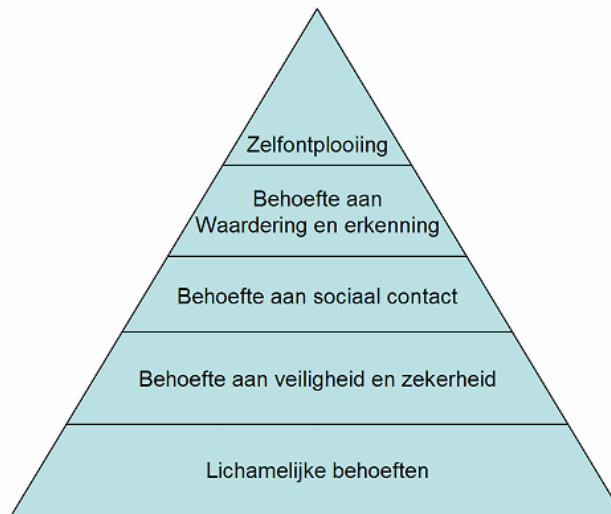 Zelfontplooiing
Behoefte aan
Waardering en erkenning
Behoefte aan sociaal contact
Behoefte aan veiligheid en zekerheid
Lichamelijke behoeften